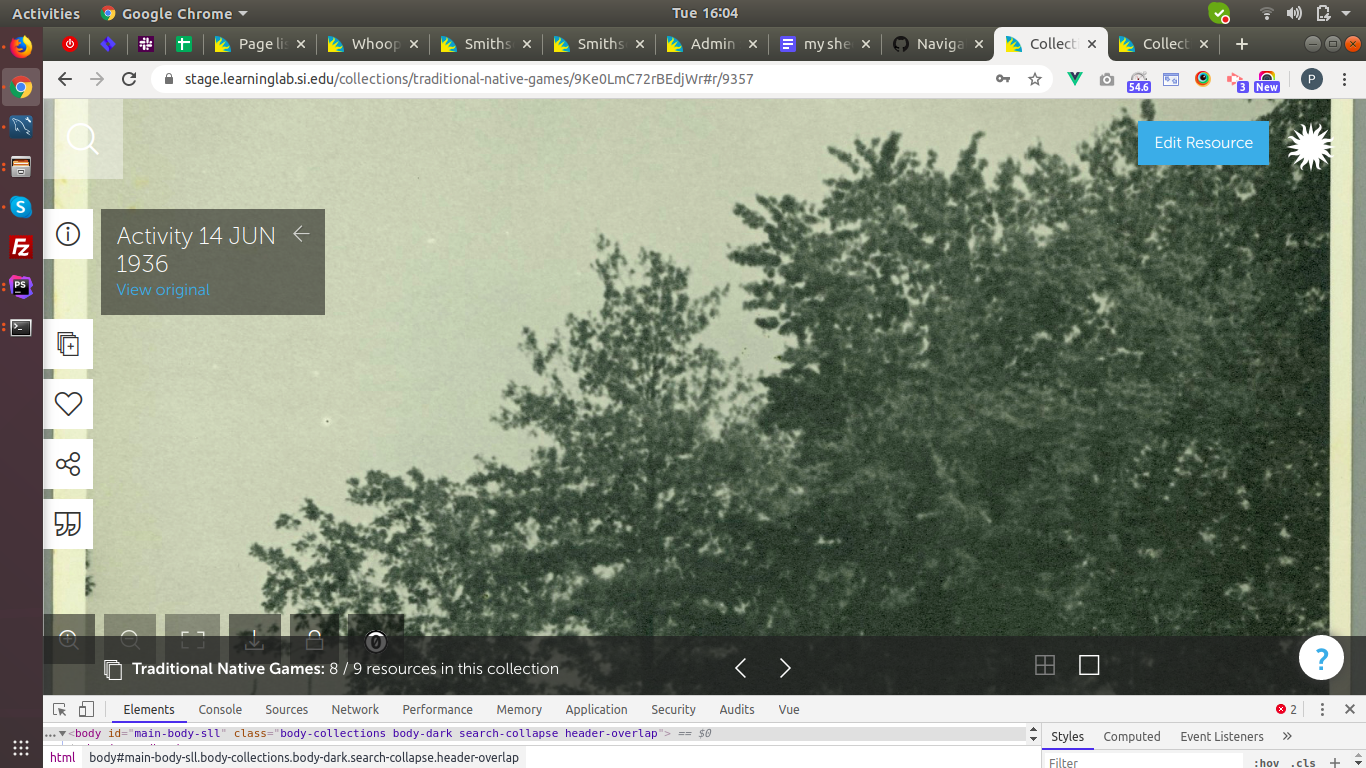 Activities Google Chrome Tue 16:04
Page li Whoop Smiths Smiths Admin my she Naviga Collect Collect
stage.learninglab.si.edu/collections/traditional-native-games/9Ke0LmC72rBEdjWr#r/9357
54.6 3 New P
Edit Resource
Activity 14 JUN
1936
View original
0
Traditional Native Games: 8 / 9 resources in this collection
?
Elements Console Sources Network Performance Memory Application Security Audits Vue 2
... <body id="main-body-sll" class="body-collections body-dark search-collapse header-overlap"> == $0
Styles Computed Event Listeners
html body#main-body-sll.body-collections.body-dark.search-collapse.header-overlap
Filter :hov .cls